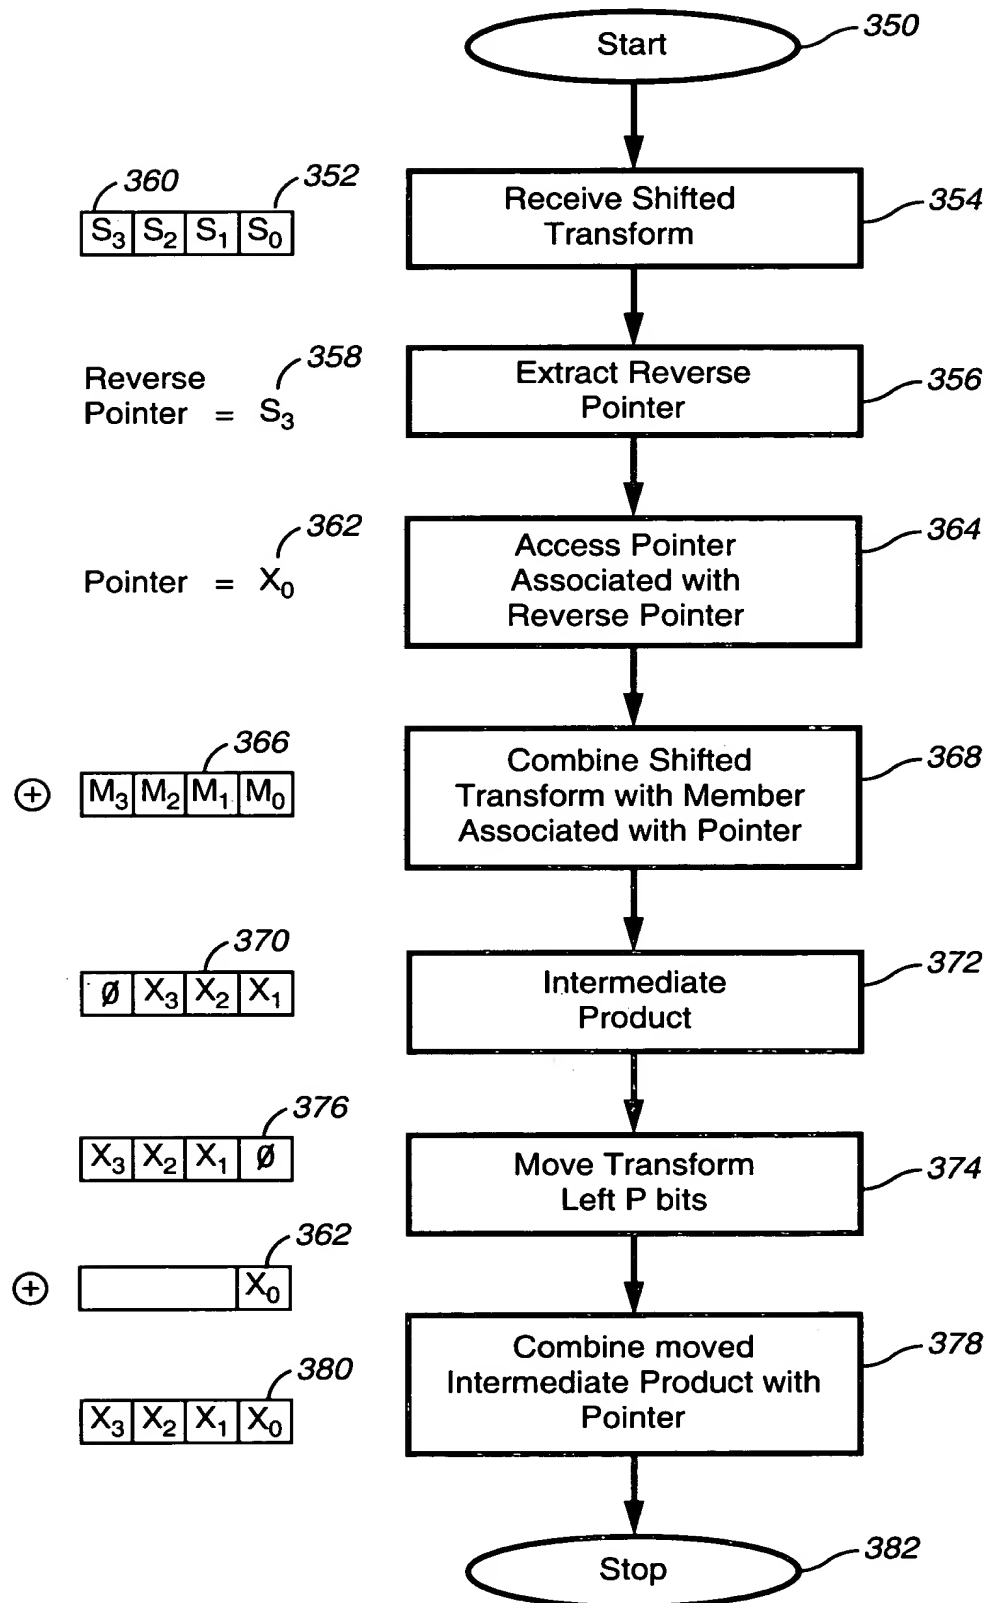 Start
350
360
352
S3 S2 S1 S0
Receive Shifted
Transform
354
358
Reverse
Pointer = S3
Extract Reverse
Pointer
356
362
Pointer = X0
Access Pointer
Associated with
Reverse Pointer
364
366
⊕ M3 M2 M1 M0
Combine Shifted
Transform with Member
Associated with Pointer
368
370
Ø X3 X2 X1
Intermediate
Product
372
376
X3 X2 X1 Ø
Move Transform
Left P bits
374
362
⊕ X0
380
X3 X2 X1 X0
Combine moved
Intermediate Product with
Pointer
378
Stop
382